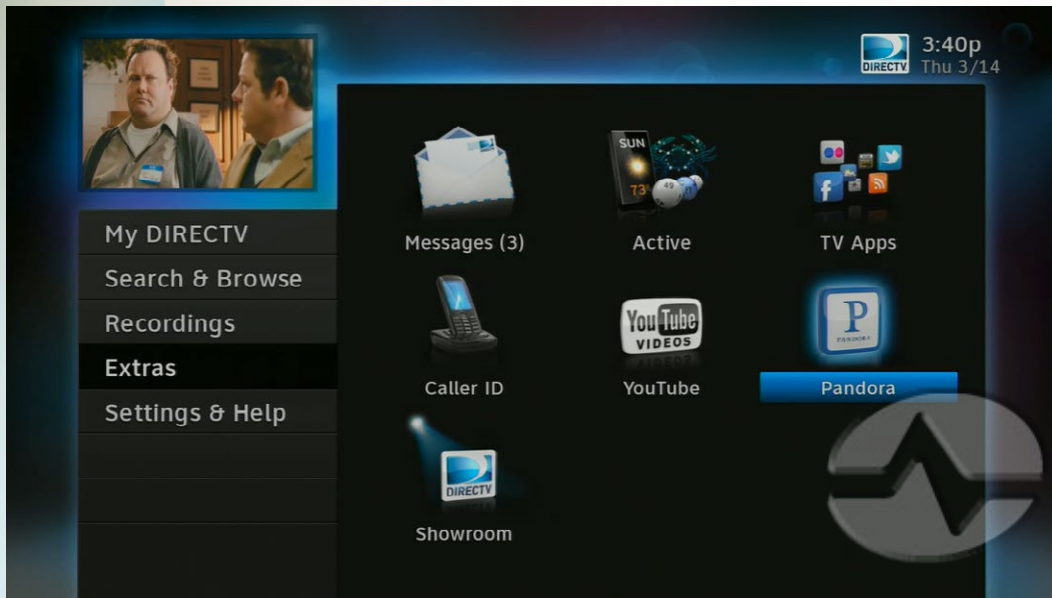 DIRECTV
3:40p
Thu 3/14
My DIRECTV
Search & Browse
Recordings
Extras
Settings & Help
SUN
73°
49
Messages (3)
Active
TV Apps
You Tube
VIDEOS
P
PANDORA
Caller ID
YouTube
Pandora
DIRECTV
Showroom